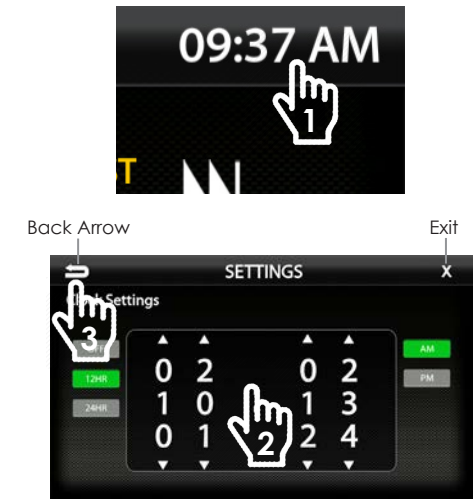 09:37 AM
1
ST
Back Arrow Exit
SETTINGS X
Clock Settings
3
12HR
24HR
AM
PM
0 2 0 2
1 0 1 3
0 1 2 4
2